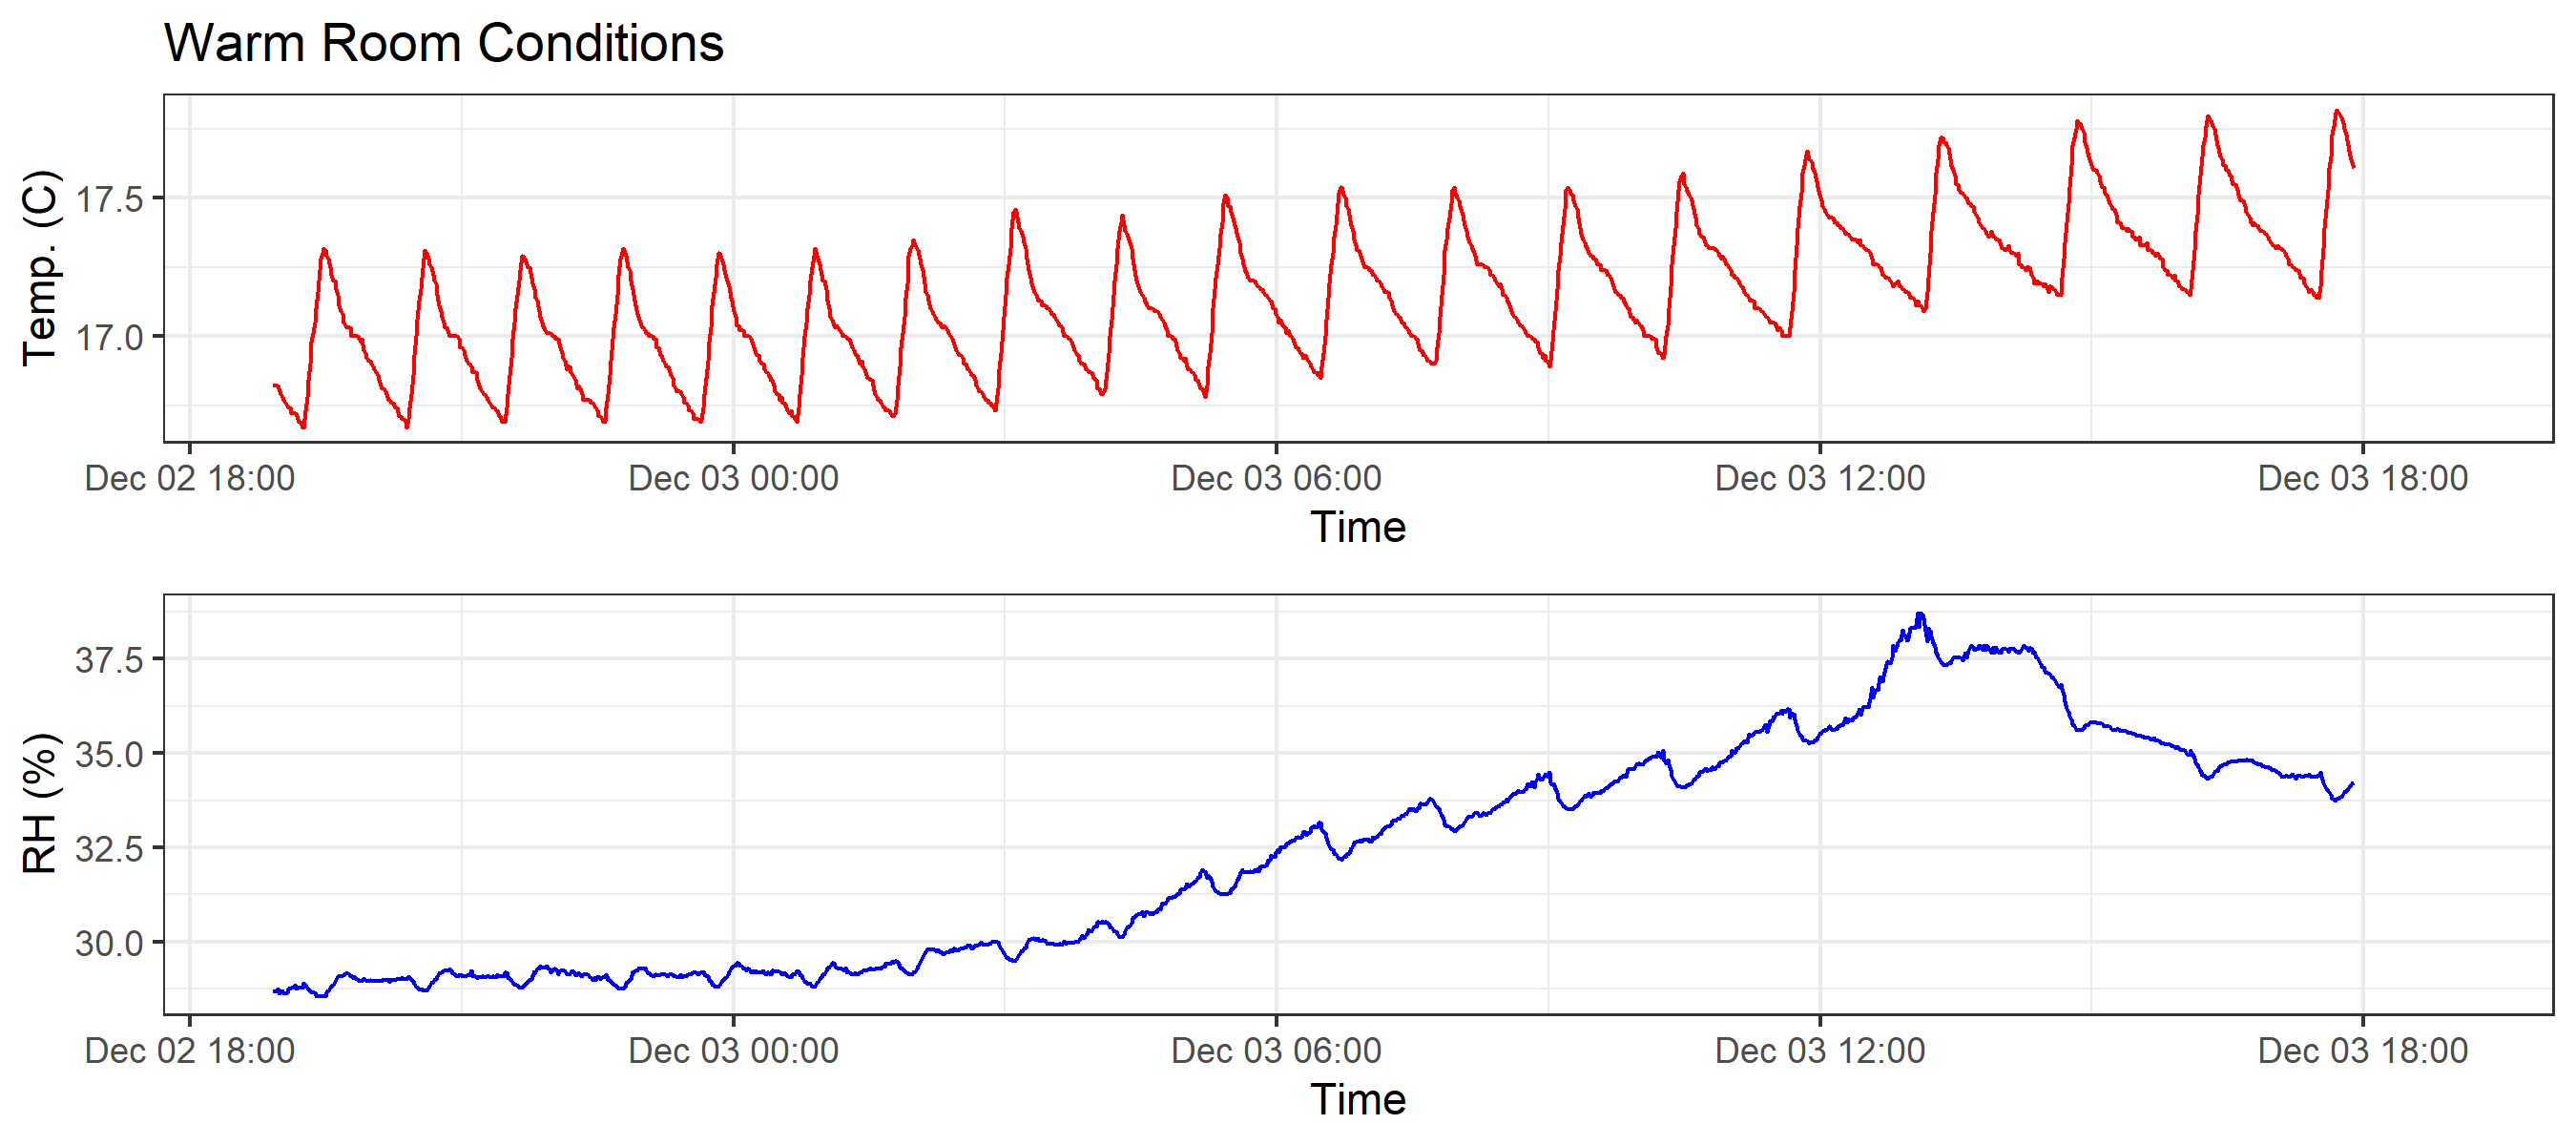 Warm Room Conditions
Temp. (C)
17.5
17.0
Dec 02 18:00 Dec 03 00:00 Dec 03 06:00 Dec 03 12:00 Dec 03 18:00
Time
RH (%)
37.5
35.0
32.5
30.0
Dec 02 18:00 Dec 03 00:00 Dec 03 06:00 Dec 03 12:00 Dec 03 18:00
Time